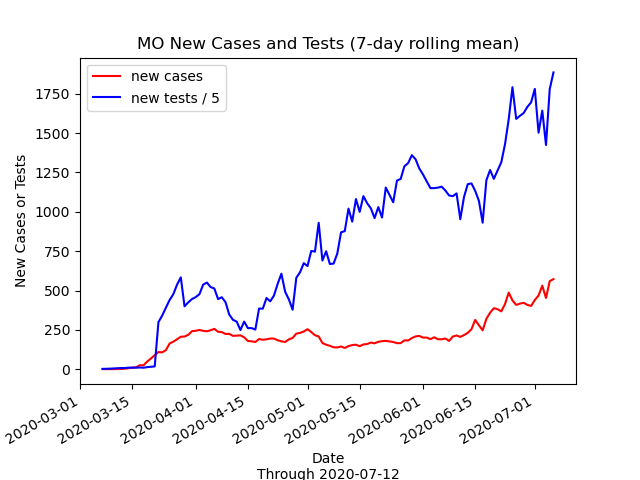 MO New Cases and Tests (7-day rolling mean)
new cases
new tests / 5
New Cases or Tests
1750
1500
1250
1000
750
500
250
0
2020-03-01
2020-03-15
2020-04-01
2020-04-15
2020-05-01
2020-05-15
2020-06-01
2020-06-15
2020-07-01
Date
Through 2020-07-12